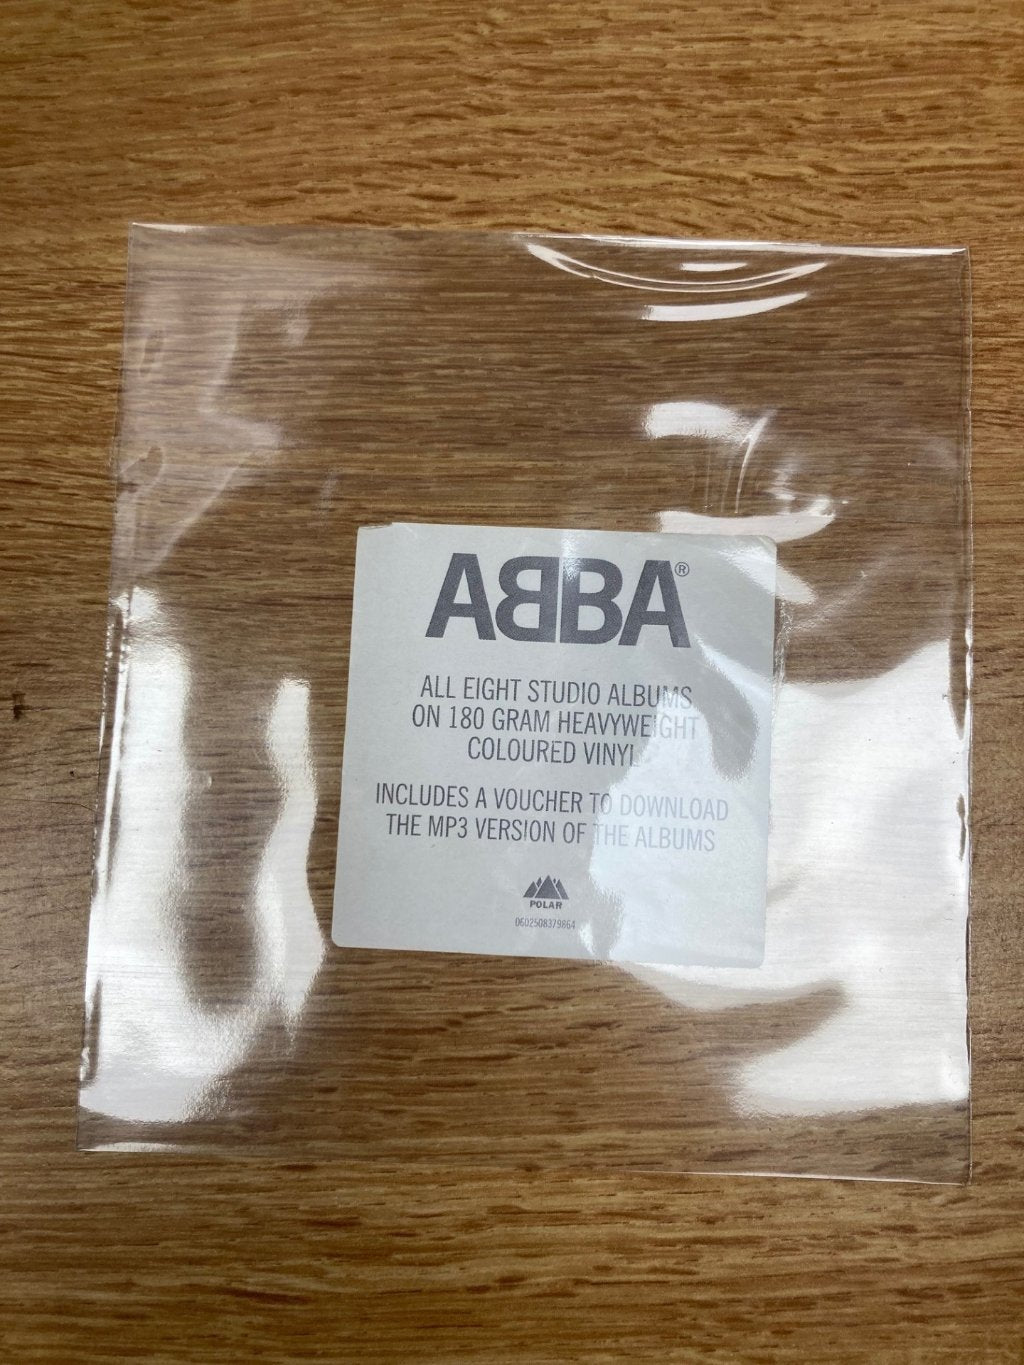 ABBA®
ALL EIGHT STUDIO ALBUMS
ON 180 GRAM HEAVYWEIGHT
COLOURED VINYL
INCLUDES A VOUCHER TO DOWNLOAD
THE MP3 VERSION OF THE ALBUMS
POLAR
0602508379864